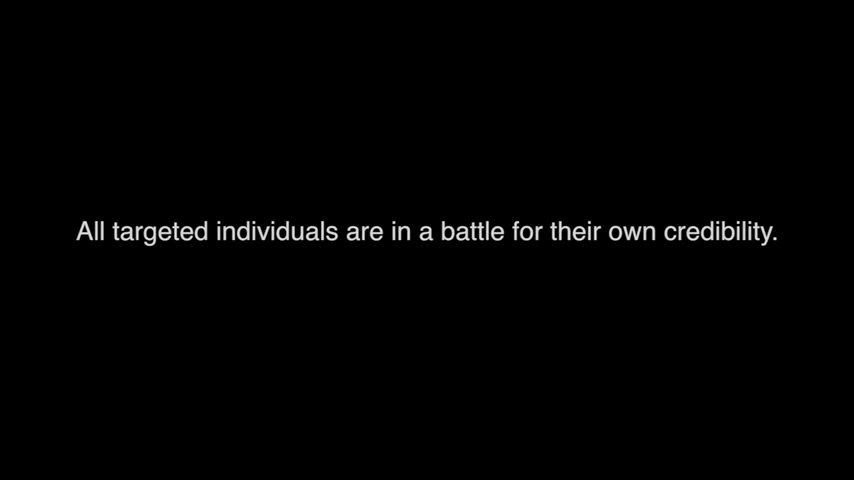 All targeted individuals are in a battle for their own credibility.